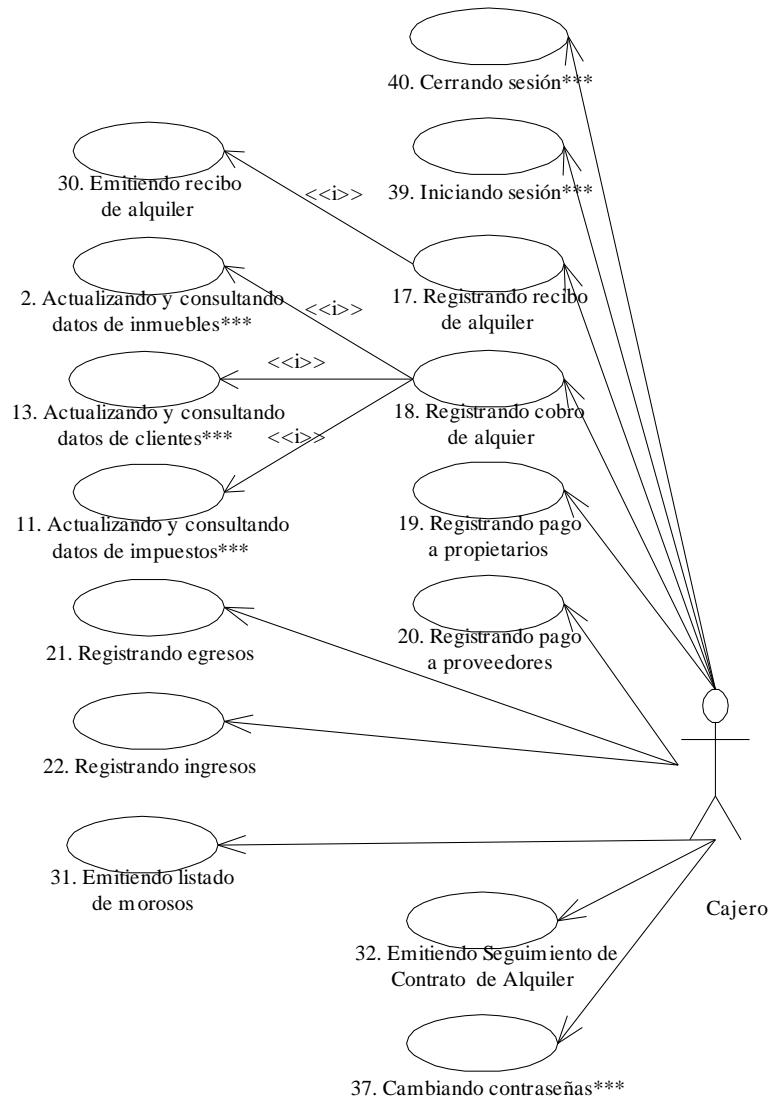 40. Cerrando sesión***
30. Emitiendo recibo
de alquiler
<<i>>
39. Iniciando sesión***
2. Actualizando y consultando
datos de inmuebles***
<<i>>
17. Registrando recibo
de alquiler
<<i>>
13. Actualizando y consultando
datos de clientes***
<<i>>
18. Registrando cobro
de alquier
11. Actualizando y consultando
datos de impuestos***
19. Registrando pago
a propietarios
21. Registrando egresos
20. Registrando pago
a proveedores
22. Registrando ingresos
31. Emitiendo listado
de morosos
Cajero
32. Emitiendo Seguimiento de
Contrato de Alquiler
37. Cambiando contraseñas***